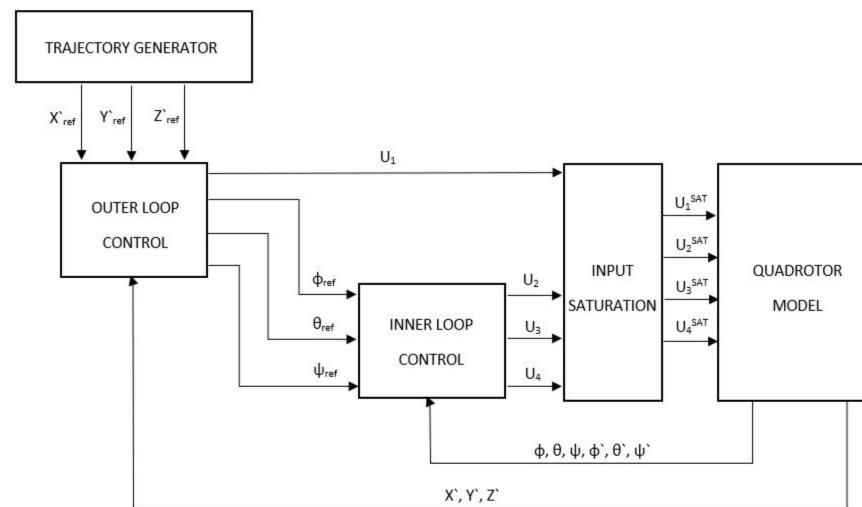 TRAJECTORY GENERATOR
X`ref Y`ref Z`ref
OUTER LOOP
CONTROL
U1
ϕref
θref
ψref
INNER LOOP
CONTROL
U2
U3
U4
INPUT
SATURATION
U1SAT
U2SAT
U3SAT
U4SAT
QUADROTOR
MODEL
ϕ, θ, ψ, ϕ`, θ`, ψ`
X`, Y`, Z`